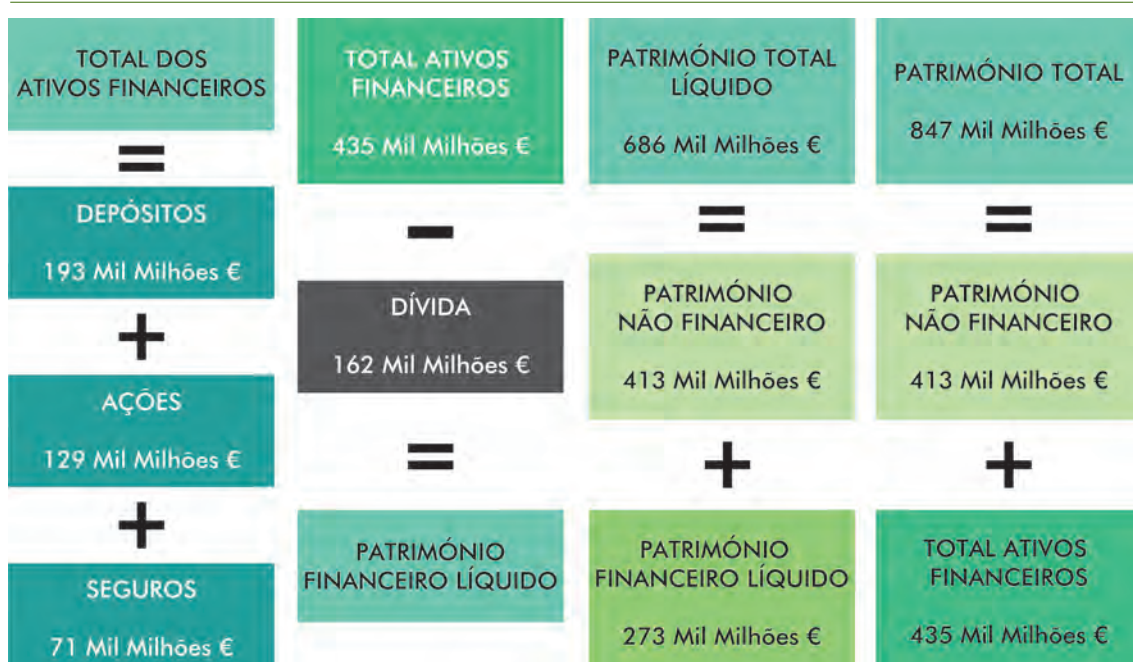 TOTAL DOS
ATIVOS FINANCEIROS
=
DEPÓSITOS
193 Mil Milhões €
+
AÇÕES
129 Mil Milhões €
+
SEGUROS
71 Mil Milhões €
TOTAL ATIVOS
FINANCEIROS
435 Mil Milhões €
-
DÍVIDA
162 Mil Milhões €
=
PATRIMÓNIO
FINANCEIRO LÍQUIDO
PATRIMÓNIO TOTAL
LÍQUIDO
686 Mil Milhões €
=
PATRIMÓNIO
NÃO FINANCEIRO
413 Mil Milhões €
+
PATRIMÓNIO
FINANCEIRO LÍQUIDO
273 Mil Milhões €
PATRIMÓNIO TOTAL
847 Mil Milhões €
=
PATRIMÓNIO
NÃO FINANCEIRO
413 Mil Milhões €
+
TOTAL ATIVOS
FINANCEIROS
435 Mil Milhões €